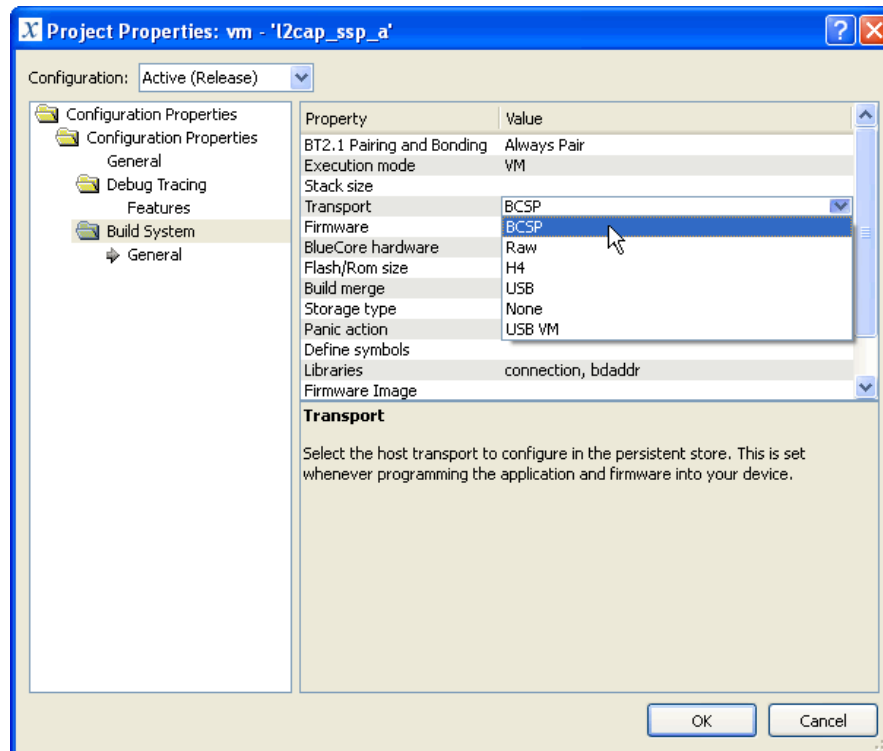 Project Properties: vm - 'l2cap_ssp_a'
Configuration: Active (Release)
Configuration Properties
Configuration Properties
General
Debug Tracing
Features
Build System
General
Property Value
BT2.1 Pairing and Bonding Always Pair
Execution mode VM
Stack size
Transport BCSP
Firmware BCSP
BlueCore hardware Raw
Flash/Rom size H4
Build merge USB
Storage type None
Panic action USB VM
Define symbols
Libraries connection, bdaddr
Firmware Image
Transport
Select the host transport to configure in the persistent store. This is set
whenever programming the application and firmware into your device.
OK Cancel